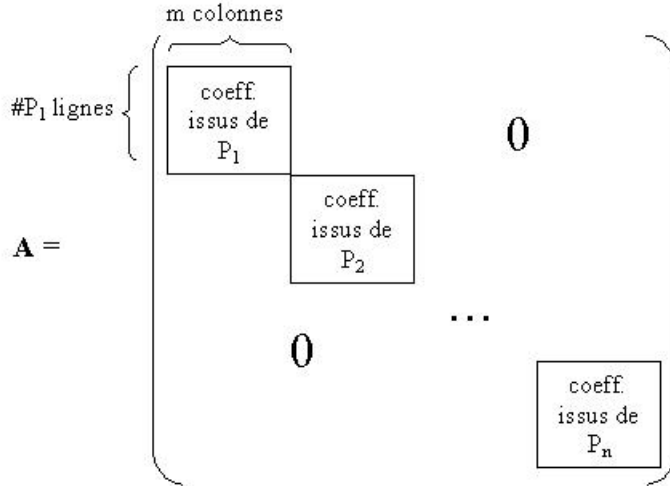 m colonnes
#P₁ lignes
coeff.
issus de
P₁
0
coeff.
issus de
P₂
A =
...
0
coeff.
issus de
Pₙ